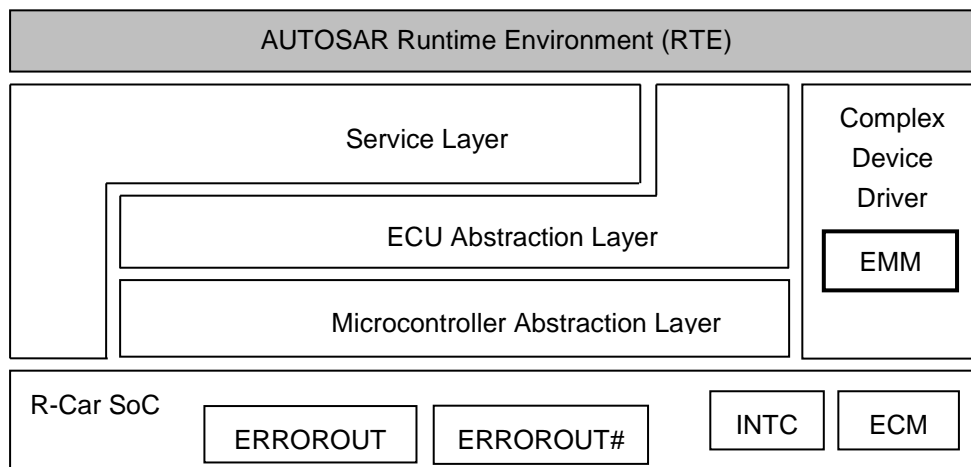 AUTOSAR Runtime Environment (RTE)
Service Layer
Complex
Device
Driver
ECU Abstraction Layer
EMM
Microcontroller Abstraction Layer
R-Car SoC
ERROROUT
ERROROUT#
INTC
ECM